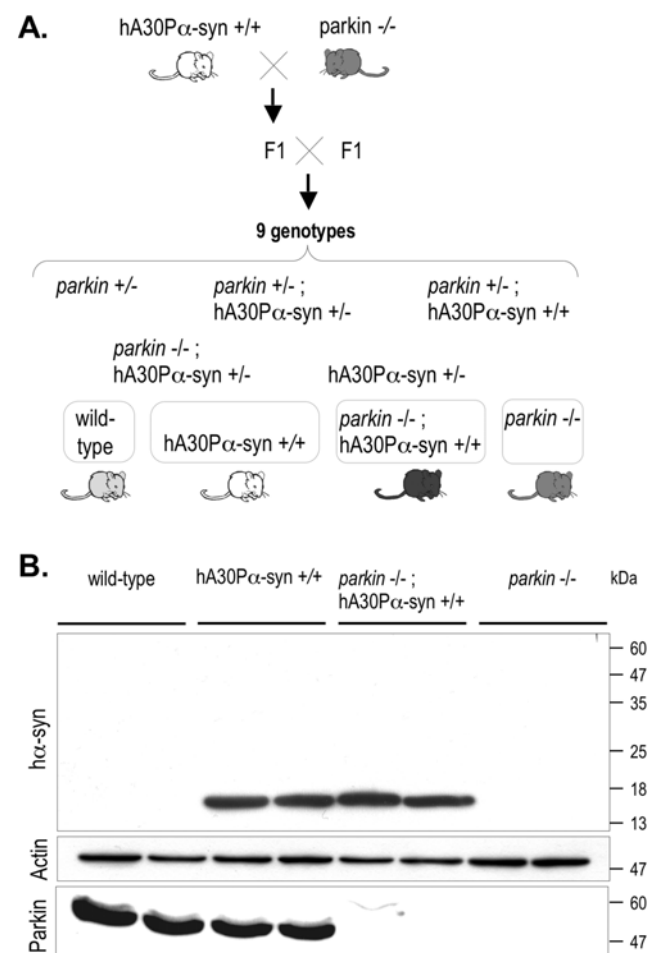 A.
hA30Pα-syn +/+ parkin -/-
F1 F1
9 genotypes
parkin +/- parkin +/- ; parkin +/- ;
hA30Pα-syn +/- hA30Pα-syn +/+
parkin -/- ;
hA30Pα-syn +/- hA30Pα-syn +/-
wild- parkin -/- ; parkin -/-
type hA30Pα-syn +/+ hA30Pα-syn +/+
B.
wild-type hA30Pα-syn +/+ parkin -/- ; parkin -/- kDa
hA30Pα-syn +/+
hα-syn
60
47
35
25
18
13
Actin
47
Parkin
60
47